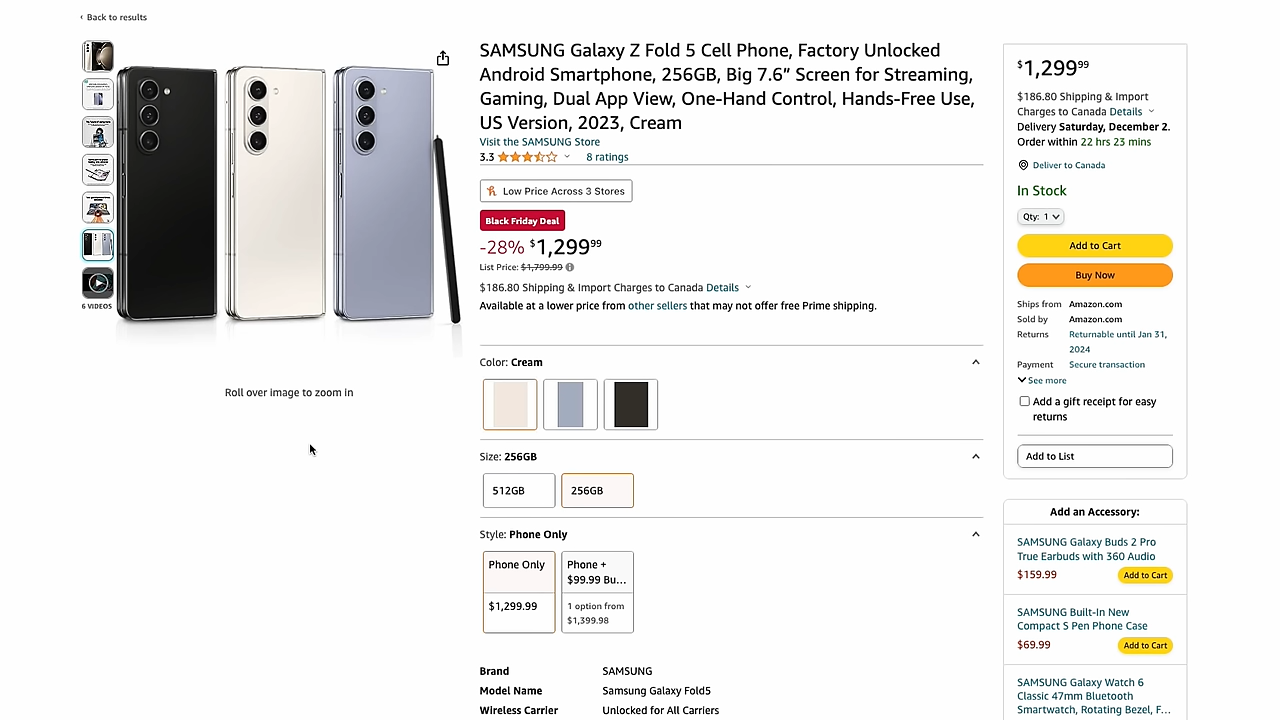 ‹ Back to results
6 VIDEOS
Roll over image to zoom in
SAMSUNG Galaxy Z Fold 5 Cell Phone, Factory Unlocked
Android Smartphone, 256GB, Big 7.6” Screen for Streaming,
Gaming, Dual App View, One-Hand Control, Hands-Free Use,
US Version, 2023, Cream
Visit the SAMSUNG Store
3.3 8 ratings
Low Price Across 3 Stores
Black Friday Deal
-28% $1,299.99
List Price: $1,799.99
$186.80 Shipping & Import Charges to Canada Details
Available at a lower price from other sellers that may not offer free Prime shipping.
Color: Cream
Size: 256GB
512GB 256GB
Style: Phone Only
Phone Only
$1,299.99
Phone +
$99.99 Bu...
1 option from
$1,399.98
Brand SAMSUNG
Model Name Samsung Galaxy Fold5
Wireless Carrier Unlocked for All Carriers
$1,299.99
$186.80 Shipping & Import
Charges to Canada Details
Delivery Saturday, December 2.
Order within 22 hrs 23 mins
Deliver to Canada
In Stock
Qty: 1
Add to Cart
Buy Now
Ships from Amazon.com
Sold by Amazon.com
Returns Returnable until Jan 31,
2024
Payment Secure transaction
See more
Add a gift receipt for easy
returns
Add to List
Add an Accessory:
SAMSUNG Galaxy Buds 2 Pro
True Earbuds with 360 Audio
$159.99 Add to Cart
SAMSUNG Built-In New
Compact S Pen Phone Case
$69.99 Add to Cart
SAMSUNG Galaxy Watch 6
Classic 47mm Bluetooth
Smartwatch, Rotating Bezel, F...